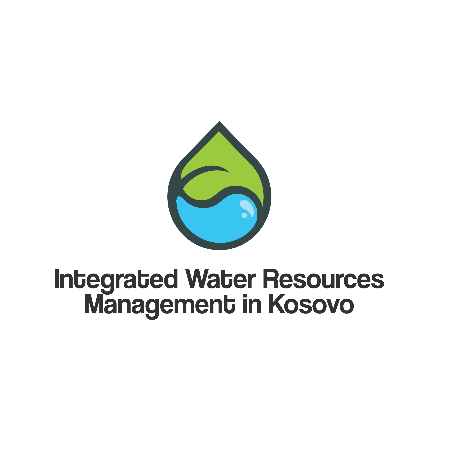 Integrated Water Resources
Management in Kosovo